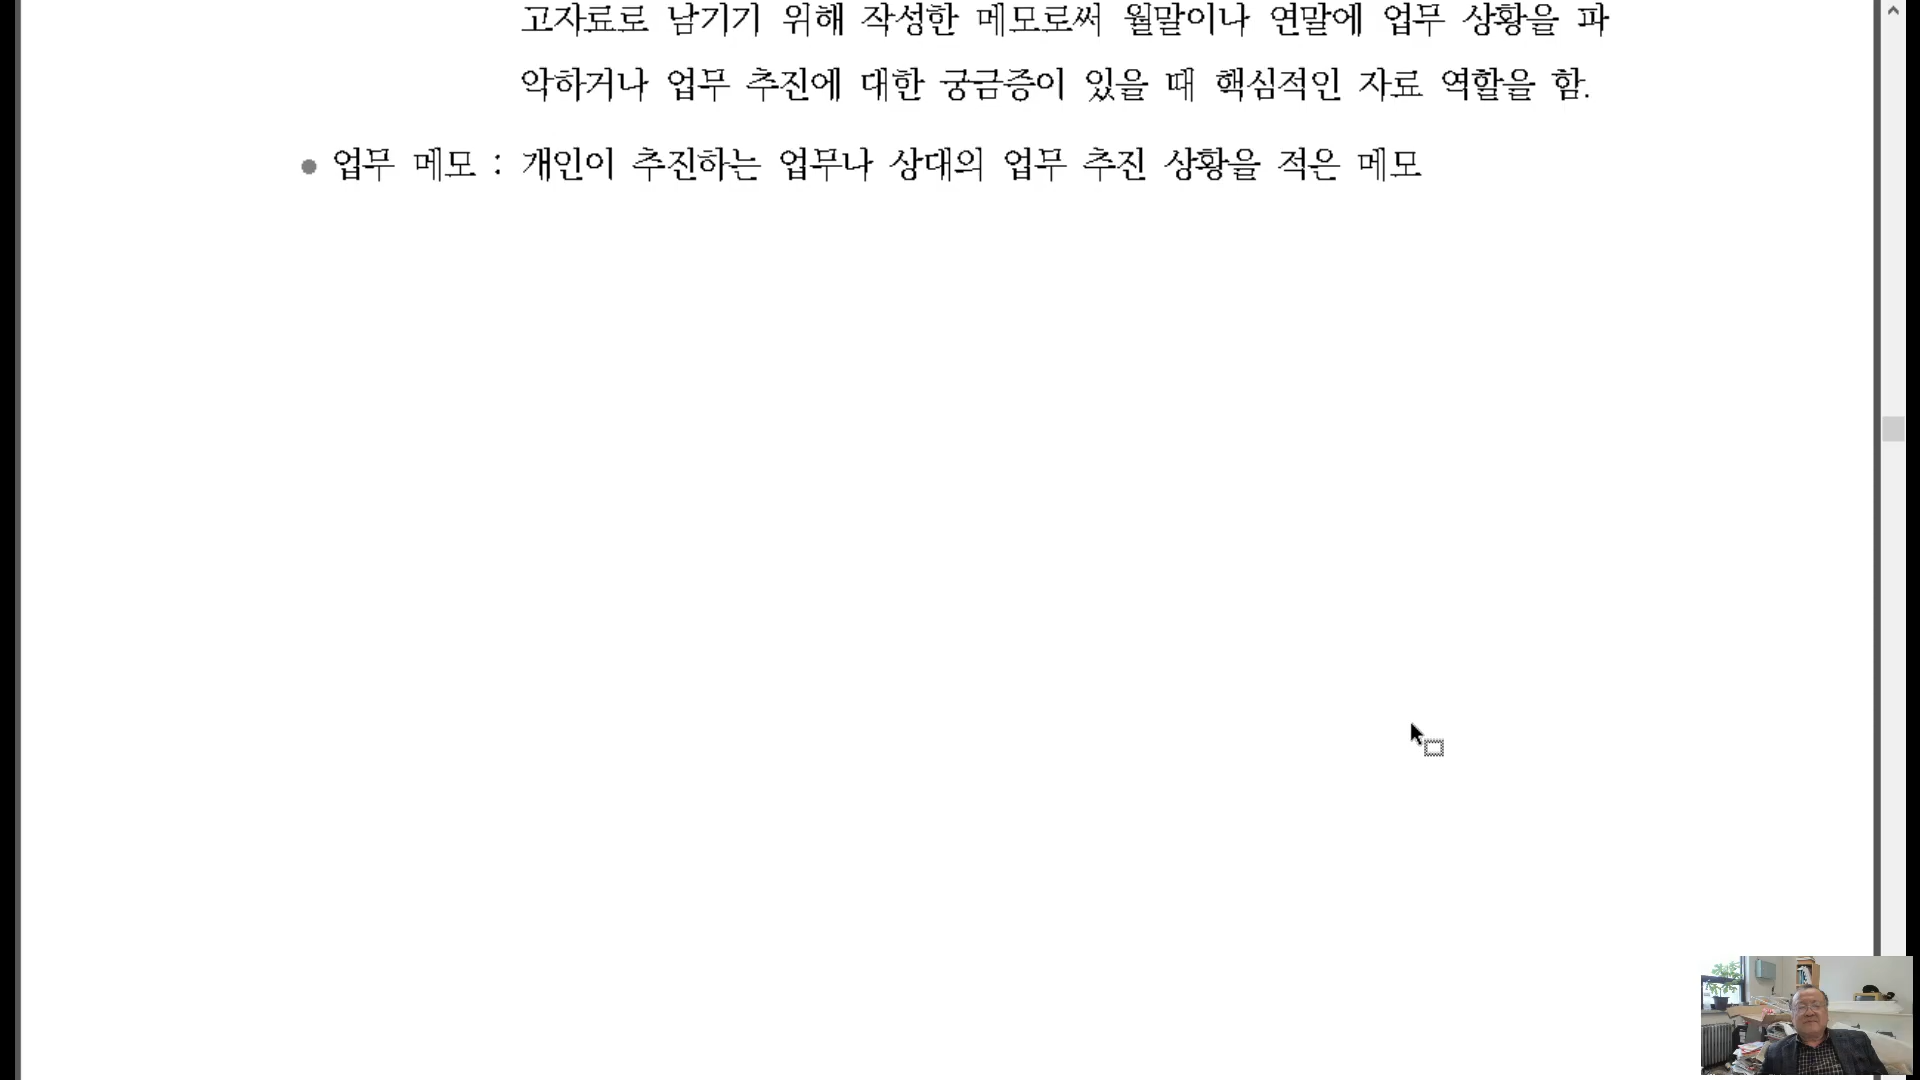 고자료로 남기기 위해 작성한 메모로써 월말이나 연말에 업무 상황을 파
악하거나 업무 추진에 대한 궁금증이 있을 때 핵심적인 자료 역할을 함.
● 업무 메모 : 개인이 추진하는 업무나 상대의 업무 추진 상황을 적은 메모